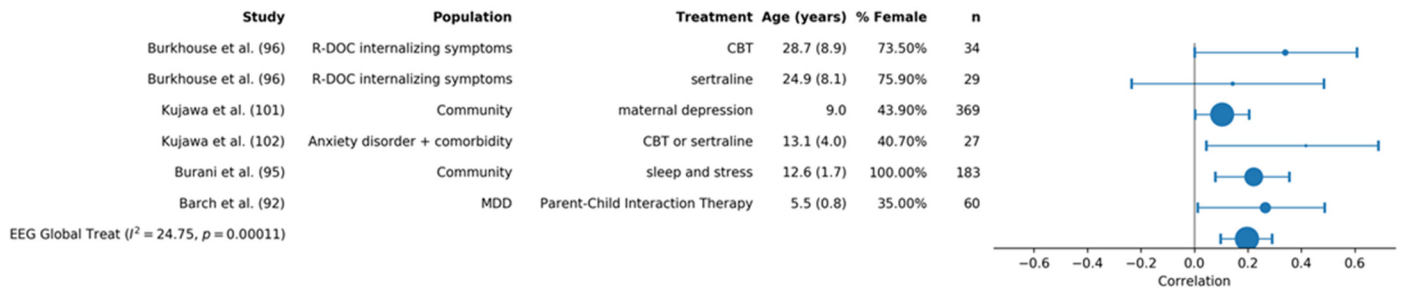 Study Population Treatment Age (years) % Female n
Burkhouse et al. (96) R-DOC internalizing symptoms CBT 28.7 (8.9) 73.50% 34
Burkhouse et al. (96) R-DOC internalizing symptoms sertraline 24.9 (8.1) 75.90% 29
Kujawa et al. (101) Community maternal depression 9.0 43.90% 369
Kujawa et al. (102) Anxiety disorder + comorbidity CBT or sertraline 13.1 (4.0) 40.70% 27
Burani et al. (95) Community sleep and stress 12.6 (1.7) 100.00% 183
Barch et al. (92) MDD Parent-Child Interaction Therapy 5.5 (0.8) 35.00% 60
EEG Global Treat (I² = 24.75, p = 0.00011)
−0.6 −0.4 −0.2 0.0 0.2 0.4 0.6
Correlation